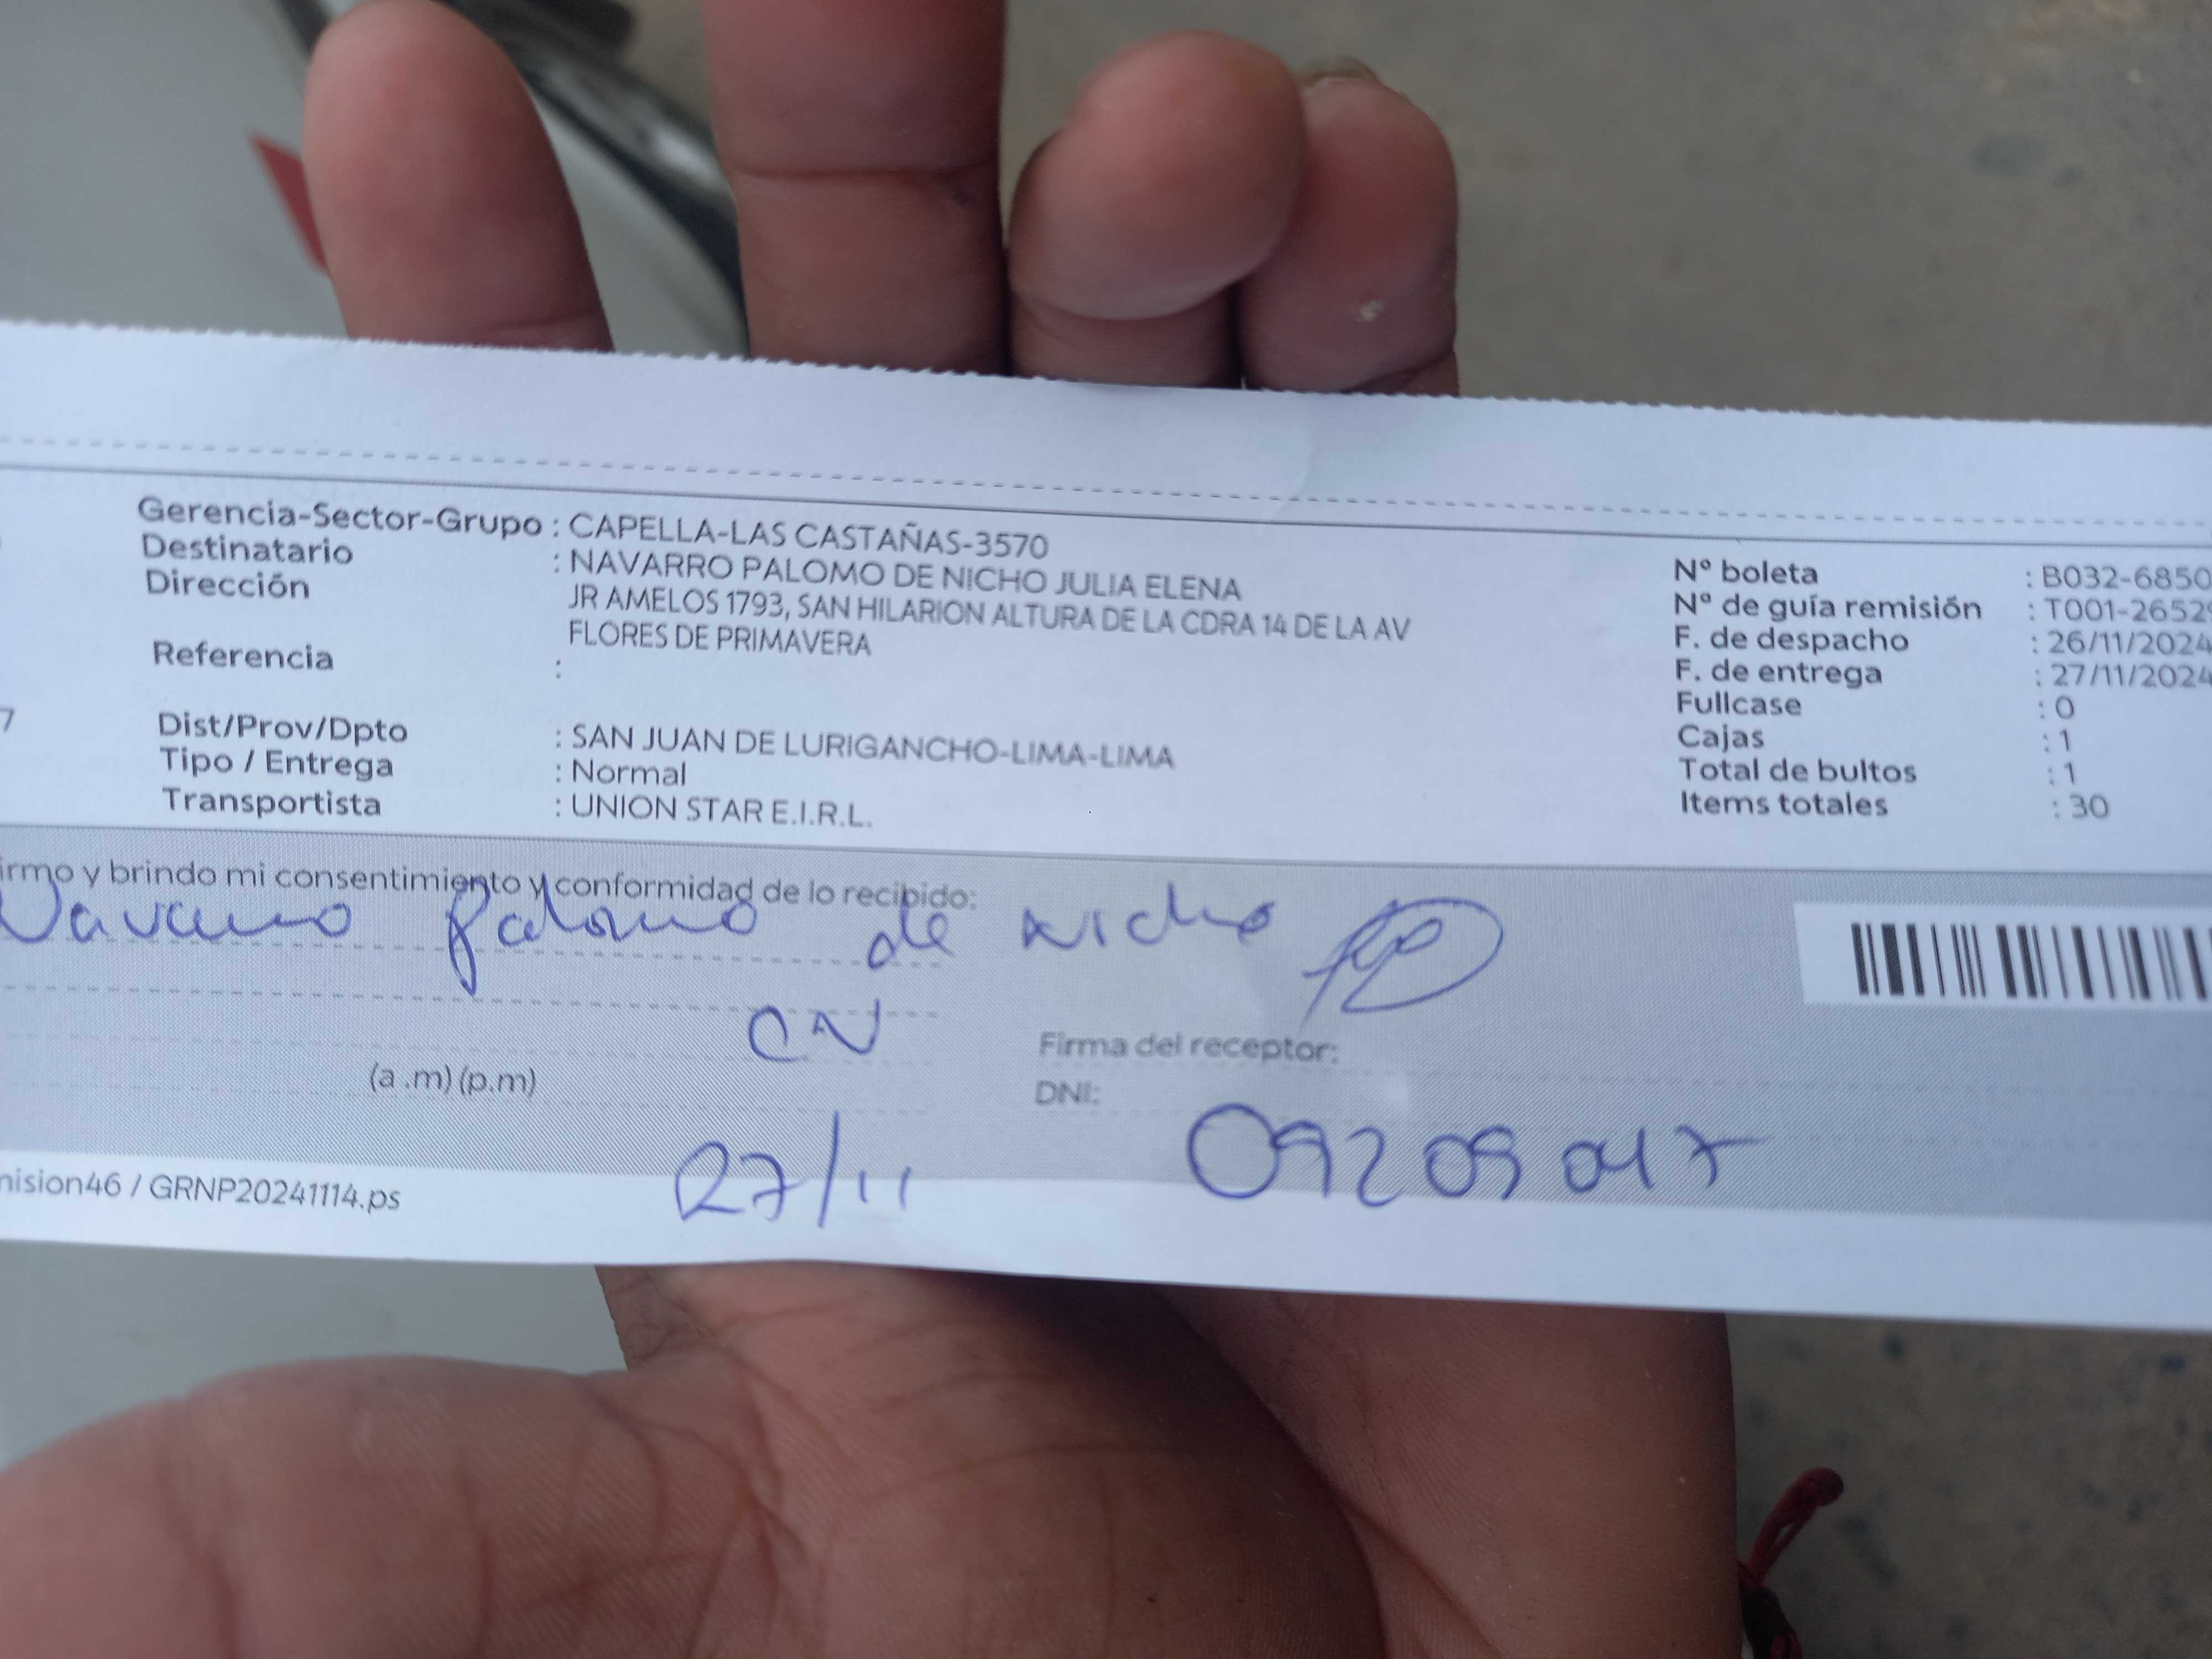 Gerencia-Sector-Grupo : CAPELLA-LAS CASTAÑAS-3570
Destinatario : NAVARRO PALOMO DE NICHO JULIA ELENA
Dirección JR AMELOS 1793, SAN HILARION ALTURA DE LA CDRA 14 DE LA AV
FLORES DE PRIMAVERA
Referencia :
7 Dist/Prov/Dpto : SAN JUAN DE LURIGANCHO-LIMA-LIMA
Tipo / Entrega : Normal
Transportista : UNION STAR E.I.R.L.
N° boleta : B032-6850
N° de guía remisión : T001-2652
F. de despacho : 26/11/2024
F. de entrega : 27/11/2024
Fullcase : 0
Cajas : 1
Total de bultos : 1
Items totales : 30
irmo y brindo mi consentimiento y conformidad de lo recibido:
Navarro Palomo de Nicho
CN
Firma del receptor:
(a .m) (p.m)
DNI:
27/11 09209047
mision46 / GRNP20241114.ps